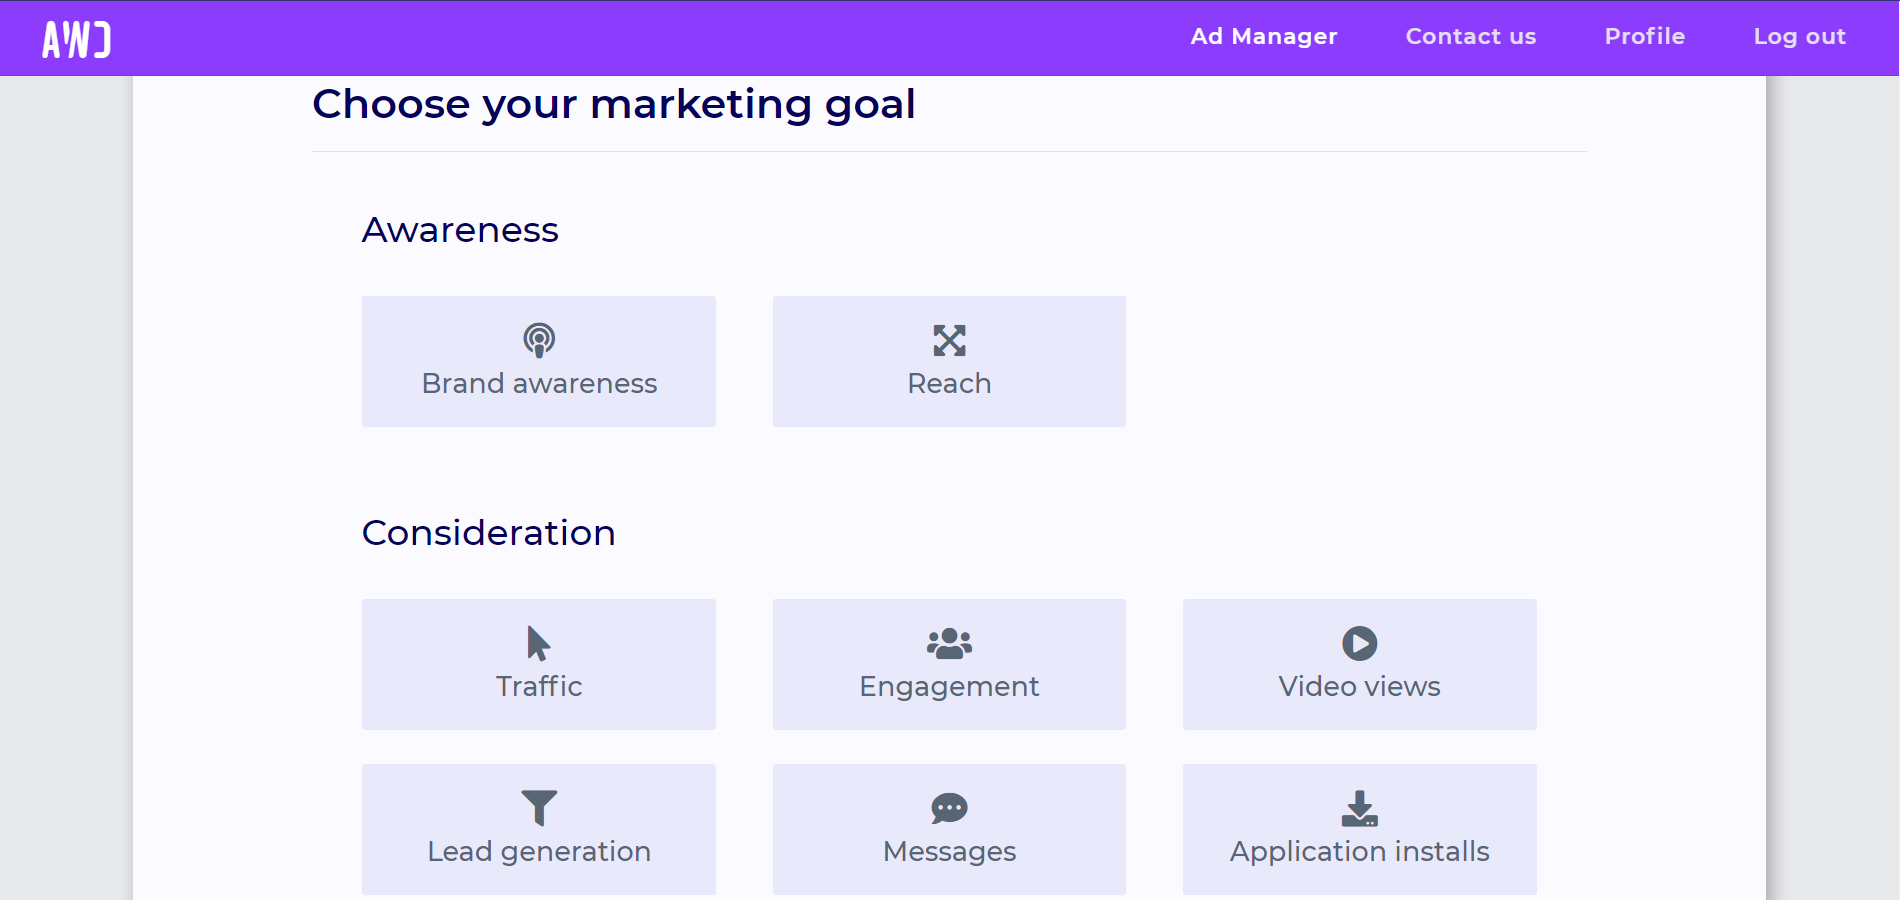 AWD
Ad Manager
Contact us
Profile
Log out
Choose your marketing goal
Awareness
Brand awareness
Reach
Consideration
Traffic
Engagement
Video views
Lead generation
Messages
Application installs